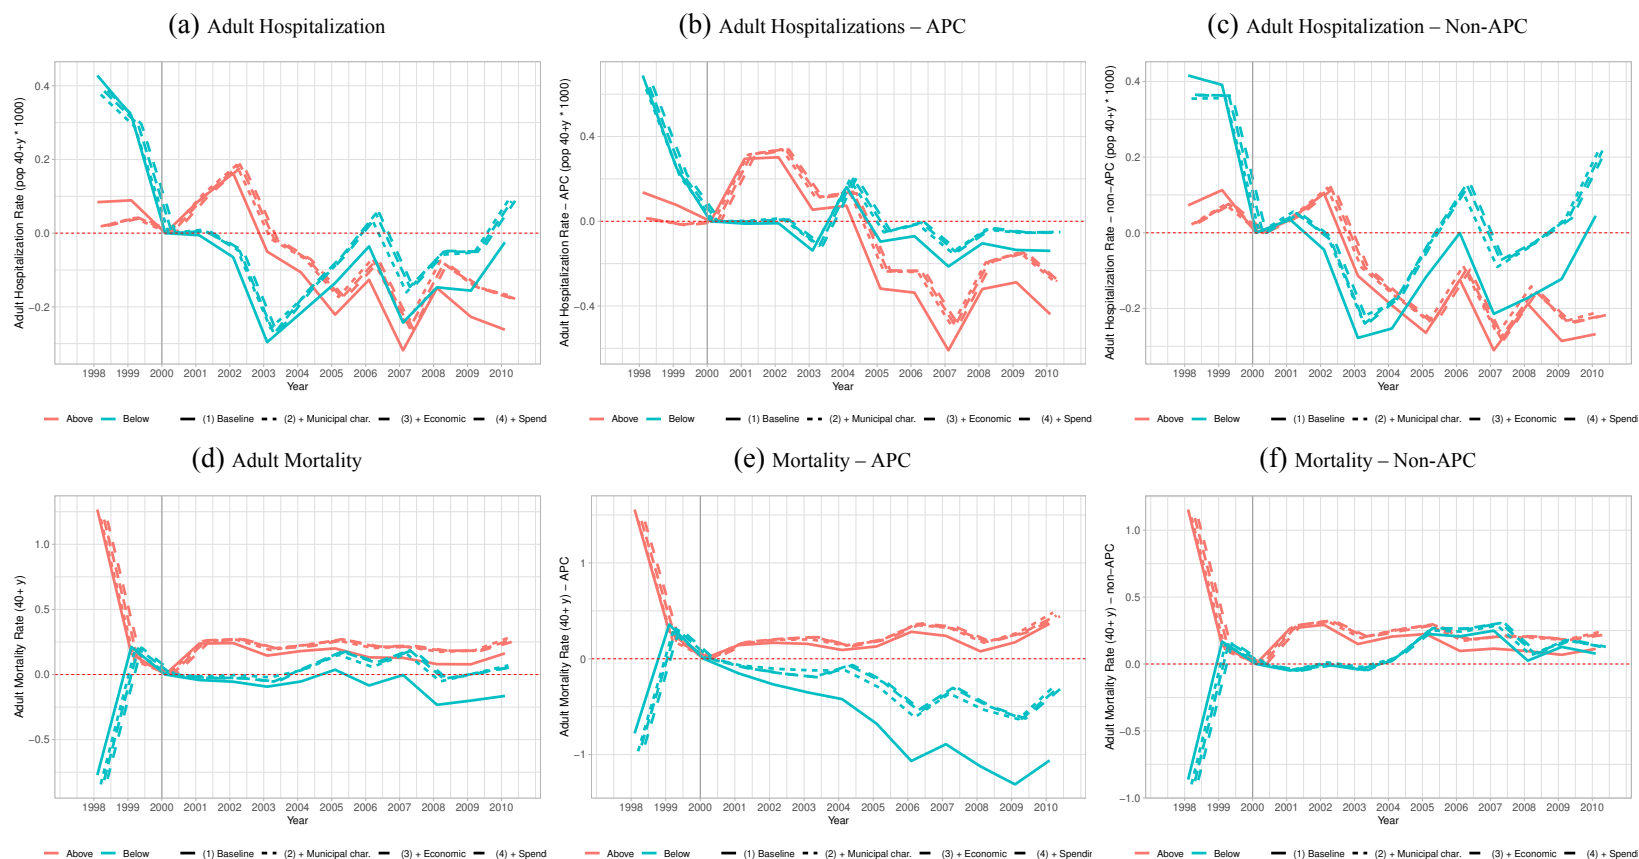 (a) Adult Hospitalization
(b) Adult Hospitalizations – APC
(c) Adult Hospitalization – Non-APC
Adult Hospitalization Rate (pop 40+y * 1000)
0.4
0.2
0.0
−0.2
1998 1999 2000 2001 2002 2003 2004 2005 2006 2007 2008 2009 2010
Year
Above Below (1) Baseline (2) + Municipal char. (3) + Economic (4) + Spend
Adult Hospitalization Rate − APC (pop 40+y * 1000)
0.4
0.0
−0.4
1998 1999 2000 2001 2002 2003 2004 2005 2006 2007 2008 2009 2010
Year
Above Below (1) Baseline (2) + Municipal char. (3) + Economic (4) + Spend
Adult Hospitalization Rate − non−APC (pop 40+y * 1000)
0.4
0.2
0.0
−0.2
1998 1999 2000 2001 2002 2003 2004 2005 2006 2007 2008 2009 2010
Year
Above Below (1) Baseline (2) + Municipal char. (3) + Economic (4) + Spendi
(d) Adult Mortality
(e) Mortality – APC
(f) Mortality – Non-APC
Adult Mortality Rate (40+ y)
1.0
0.5
0.0
−0.5
1998 1999 2000 2001 2002 2003 2004 2005 2006 2007 2008 2009 2010
Year
Above Below (1) Baseline (2) + Municipal char. (3) + Economic (4) + Spend
Adult Mortality Rate (40+ y) − APC
1
0
−1
1998 1999 2000 2001 2002 2003 2004 2005 2006 2007 2008 2009 2010
Year
Above Below (1) Baseline (2) + Municipal char. (3) + Economic (4) + Spendir
Adult Mortality Rate (40+ y) − non−APC
1.0
0.5
0.0
−0.5
−1.0
1998 1999 2000 2001 2002 2003 2004 2005 2006 2007 2008 2009 2010
Year
Above Below (1) Baseline (2) + Municipal char. (3) + Economic (4) + Spendi